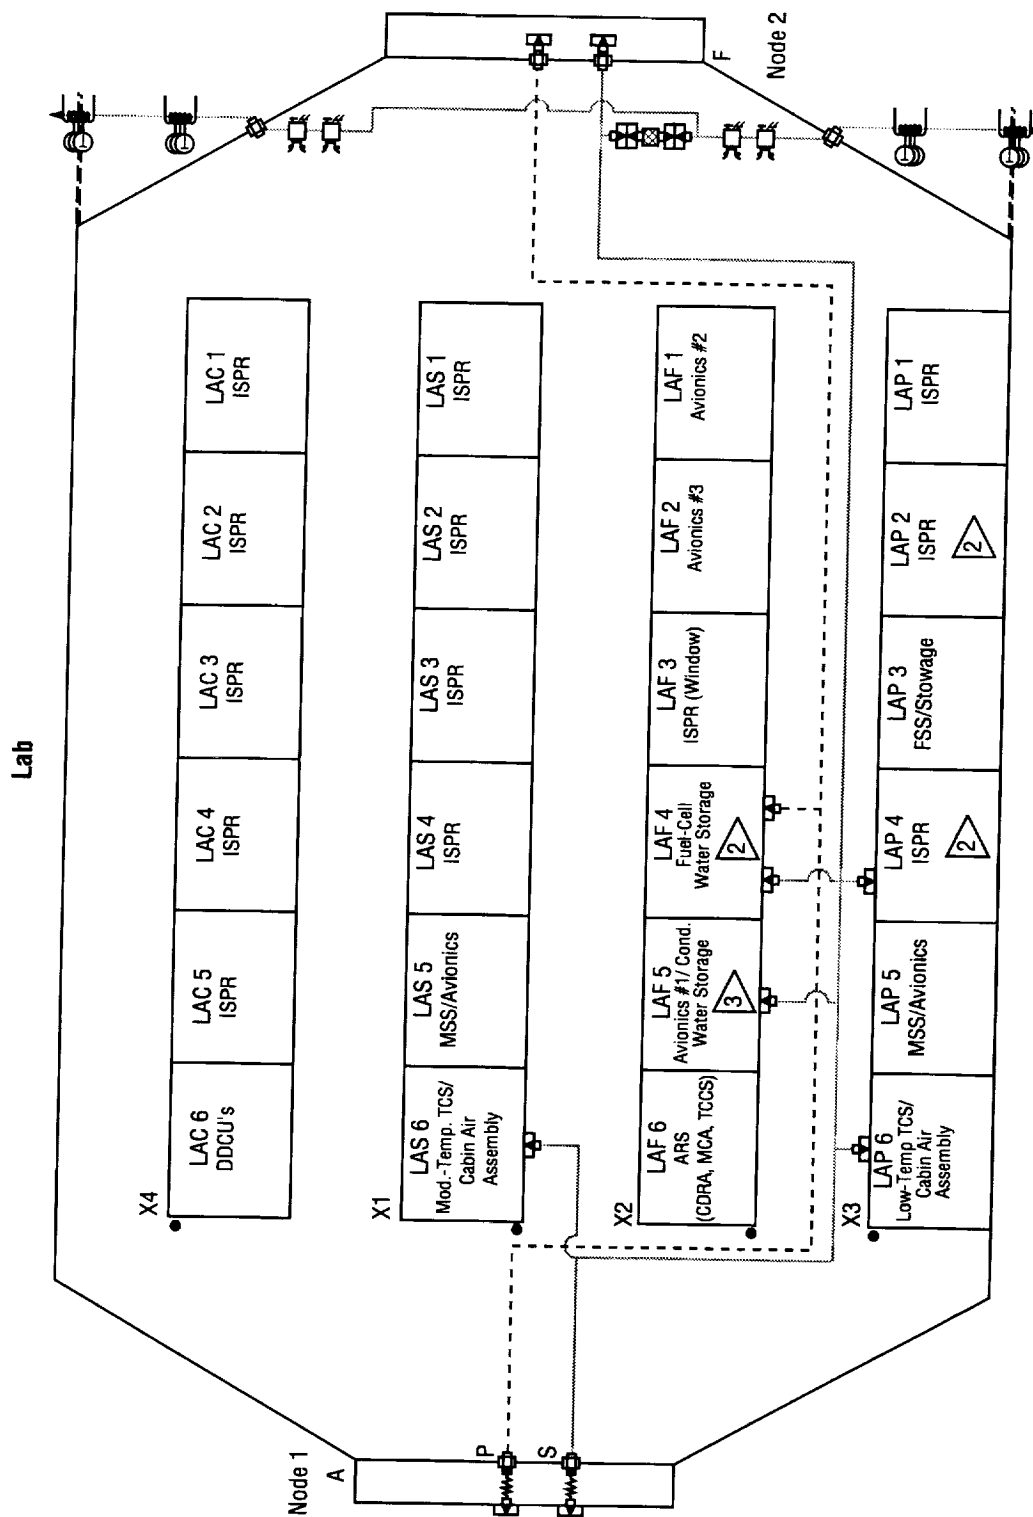 Lab
Node 1
A
P
S
Node 2
F
X4
LAC 6
DDCU's
LAC 5
ISPR
LAC 4
ISPR
LAC 3
ISPR
LAC 2
ISPR
LAC 1
ISPR
X1
LAS 6
Mod.-Temp. TCS/
Cabin Air
Assembly
LAS 5
MSS/Avionics
LAS 4
ISPR
LAS 3
ISPR
LAS 2
ISPR
LAS 1
ISPR
X2
LAF 6
ARS
(CDRA, MCA, TCCS)
LAF 5
Avionics #1/ Cond.
Water Storage
3
LAF 4
Fuel-Cell
Water Storage
2
LAF 3
ISPR (Window)
LAF 2
Avionics #3
LAF 1
Avionics #2
X3
LAP 6
Low-Temp TCS/
Cabin Air
Assembly
LAP 5
MSS/Avionics
LAP 4
ISPR
2
LAP 3
FSS/Stowage
LAP 2
ISPR
2
LAP 1
ISPR